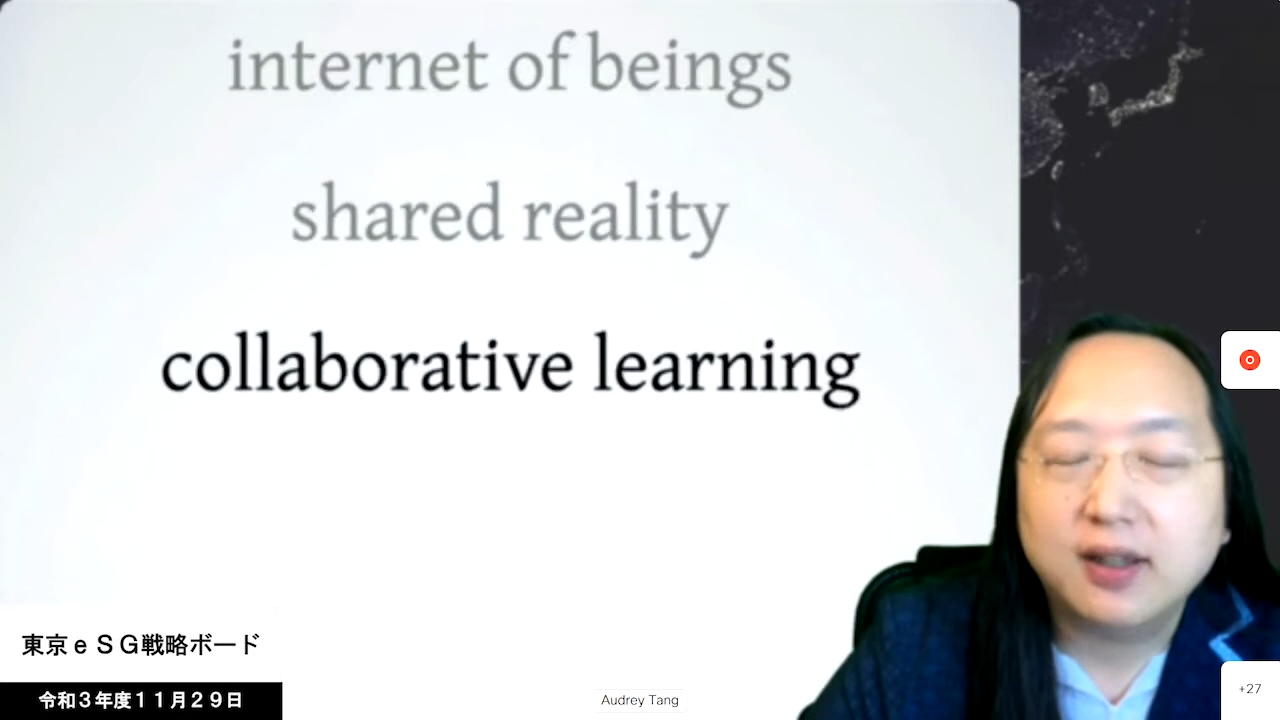 internet of beings
shared reality
collaborative learning
東京ｅＳＧ戦略ボード
令和３年度１１月２９日
Audrey Tang
+27